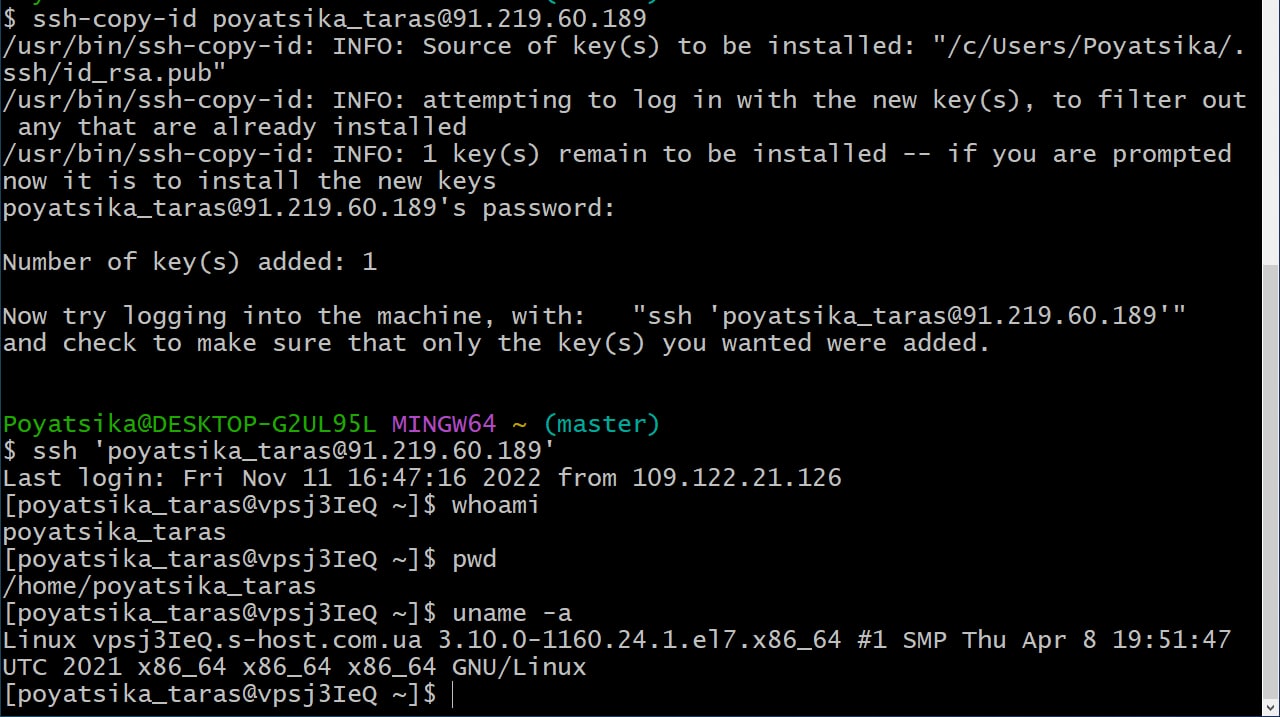 $ ssh-copy-id poyatsika_taras@91.219.60.189
/usr/bin/ssh-copy-id: INFO: Source of key(s) to be installed: "/c/Users/Poyatsika/.
ssh/id_rsa.pub"
/usr/bin/ssh-copy-id: INFO: attempting to log in with the new key(s), to filter out
 any that are already installed
/usr/bin/ssh-copy-id: INFO: 1 key(s) remain to be installed -- if you are prompted
now it is to install the new keys
poyatsika_taras@91.219.60.189's password:
Number of key(s) added: 1
Now try logging into the machine, with:   "ssh 'poyatsika_taras@91.219.60.189'"
and check to make sure that only the key(s) you wanted were added.
Poyatsika@DESKTOP-G2UL95L MINGW64 ~ (master)
$ ssh 'poyatsika_taras@91.219.60.189'
Last login: Fri Nov 11 16:47:16 2022 from 109.122.21.126
[poyatsika_taras@vpsj3IeQ ~]$ whoami
poyatsika_taras
[poyatsika_taras@vpsj3IeQ ~]$ pwd
/home/poyatsika_taras
[poyatsika_taras@vpsj3IeQ ~]$ uname -a
Linux vpsj3IeQ.s-host.com.ua 3.10.0-1160.24.1.el7.x86_64 #1 SMP Thu Apr 8 19:51:47
UTC 2021 x86_64 x86_64 x86_64 GNU/Linux
[poyatsika_taras@vpsj3IeQ ~]$